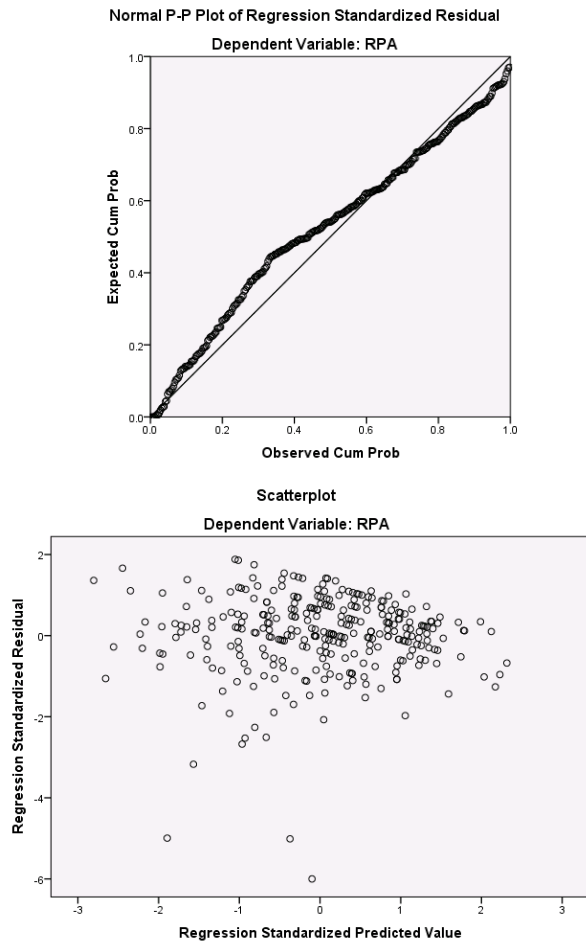 Normal P-P Plot of Regression Standardized Residual
Dependent Variable: RPA
1.0
0.8
0.6
0.4
0.2
0.0
Expected Cum Prob
0.0 0.2 0.4 0.6 0.8 1.0
Observed Cum Prob
Scatterplot
Dependent Variable: RPA
2
0
-2
-4
-6
Regression Standardized Residual
-3 -2 -1 0 1 2 3
Regression Standardized Predicted Value